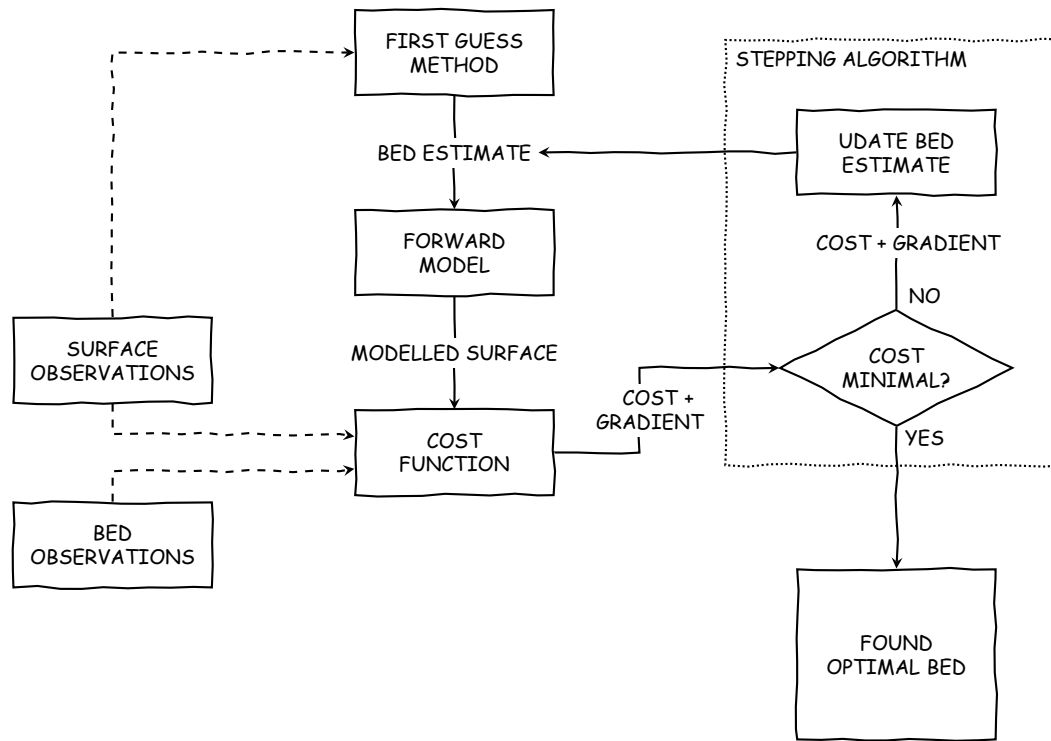 FIRST GUESS
METHOD
STEPPING ALGORITHM
BED ESTIMATE
UDATE BED
ESTIMATE
FORWARD
MODEL
COST + GRADIENT
NO
SURFACE
OBSERVATIONS
MODELLED SURFACE
COST
MINIMAL?
COST +
GRADIENT
COST
FUNCTION
YES
BED
OBSERVATIONS
FOUND
OPTIMAL BED